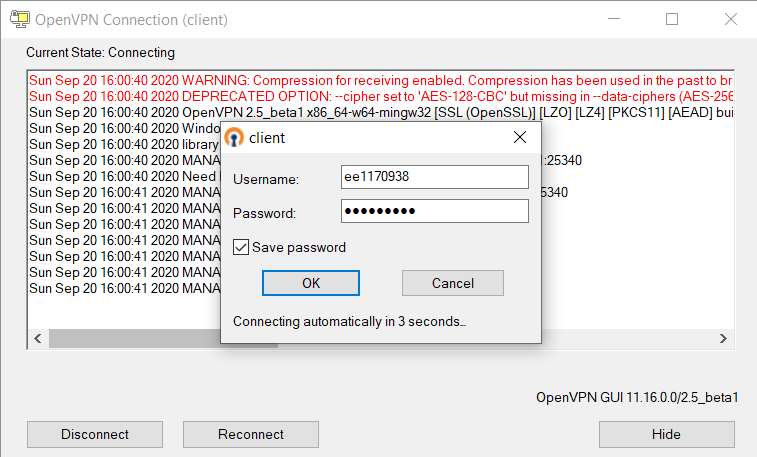 OpenVPN Connection (client)
Current State: Connecting
Sun Sep 20 16:00:40 2020 WARNING: Compression for receiving enabled. Compression has been used in the past to br
Sun Sep 20 16:00:40 2020 DEPRECATED OPTION: --cipher set to 'AES-128-CBC' but missing in --data-ciphers (AES-256
Sun Sep 20 16:00:40 2020 OpenVPN 2.5_beta1 x86_64-w64-mingw32 [SSL (OpenSSL)] [LZO] [LZ4] [PKCS11] [AEAD] buil
Sun Sep 20 16:00:40 2020 Windo
Sun Sep 20 16:00:40 2020 library
Sun Sep 20 16:00:40 2020 MANA 1:25340
Sun Sep 20 16:00:40 2020 Need
Sun Sep 20 16:00:41 2020 MANA 5340
Sun Sep 20 16:00:41 2020 MANA
Sun Sep 20 16:00:41 2020 MANA
Sun Sep 20 16:00:41 2020 MANA
Sun Sep 20 16:00:41 2020 MANA
Sun Sep 20 16:00:41 2020 MANA
Sun Sep 20 16:00:41 2020 MANA
client
Username: ee1170938
Password: ●●●●●●●●●
Save password
OK Cancel
Connecting automatically in 3 seconds...
OpenVPN GUI 11.16.0.0/2.5_beta1
Disconnect Reconnect Hide